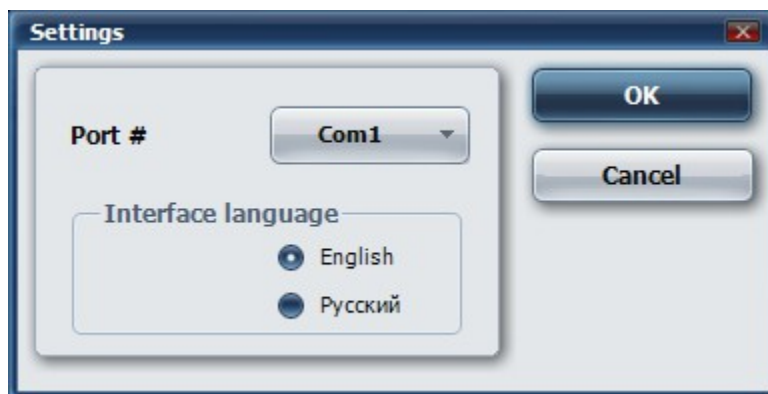 Settings
Port #
Com1
OK
Cancel
Interface language
English
Русский